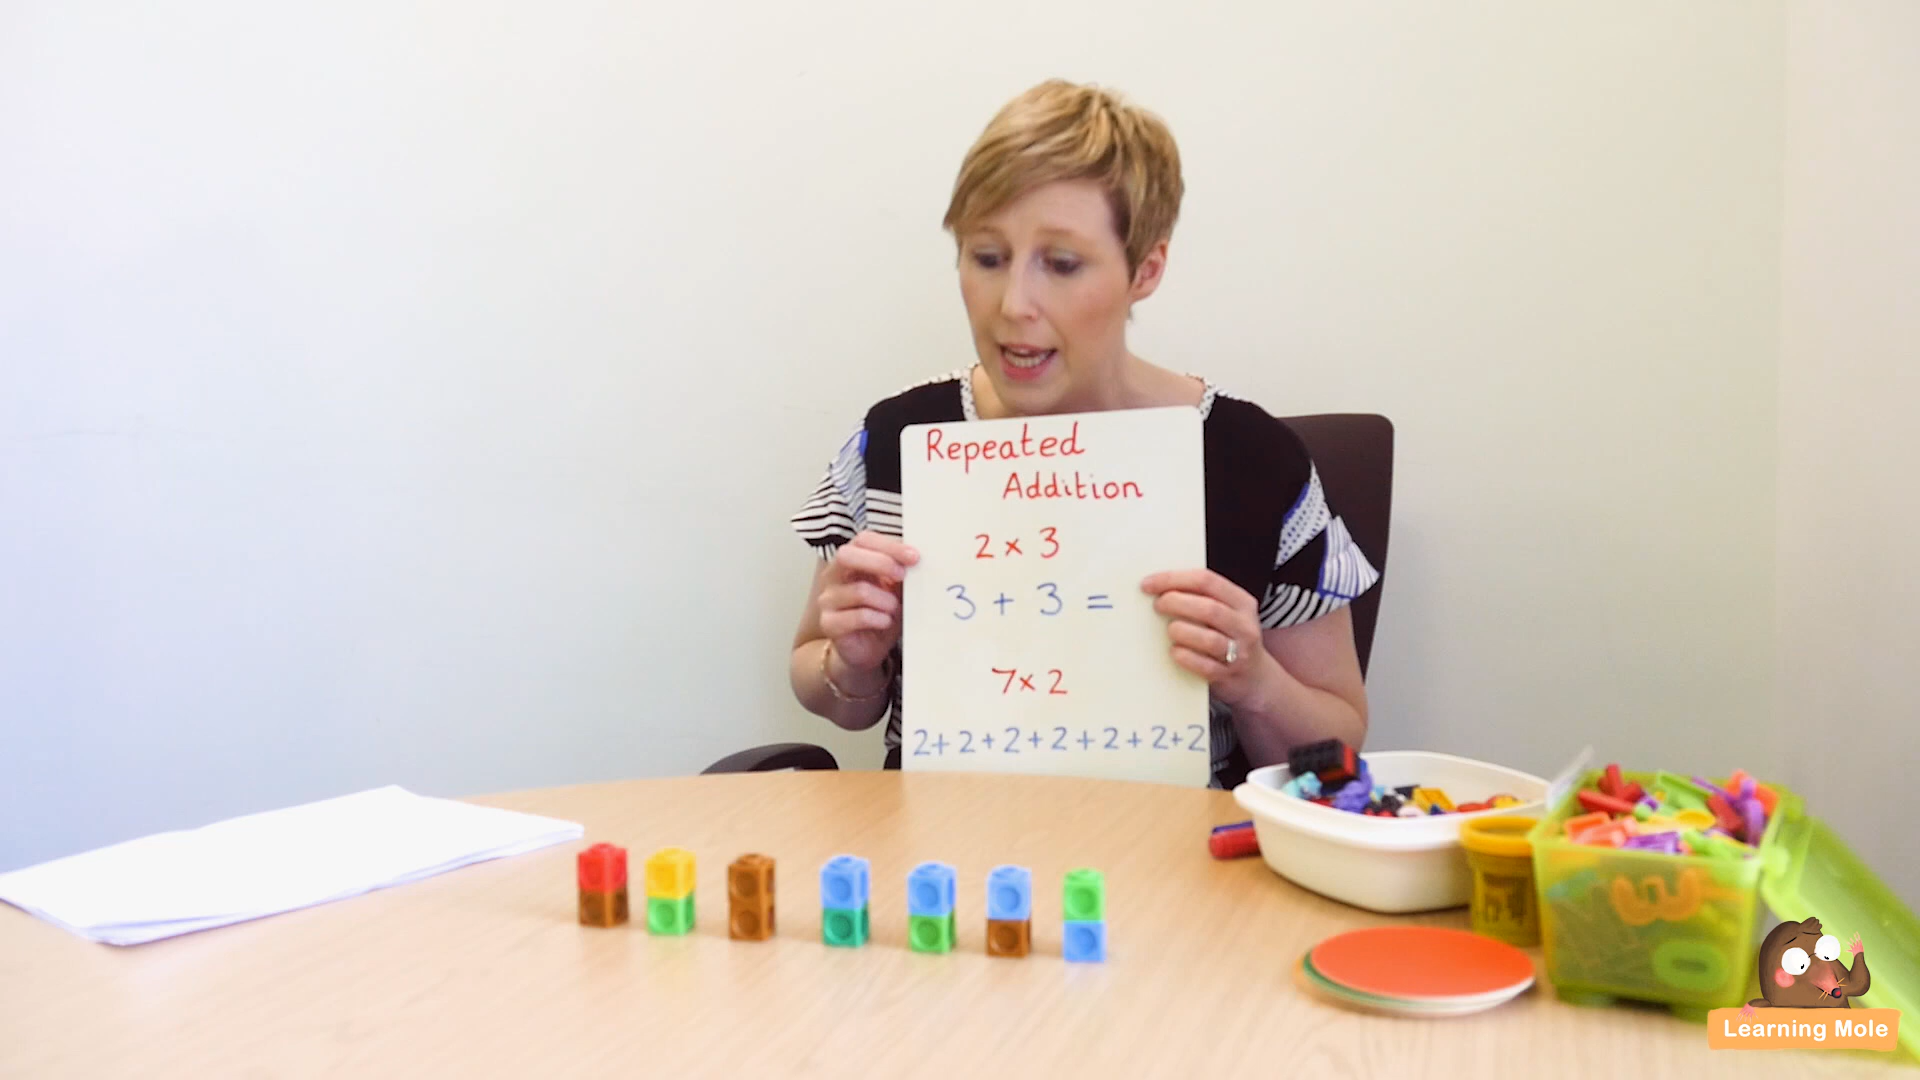 Repeated
Addition
2 x 3
3 + 3 =
7 x 2
2+2+2+2+2+2+2
Learning Mole